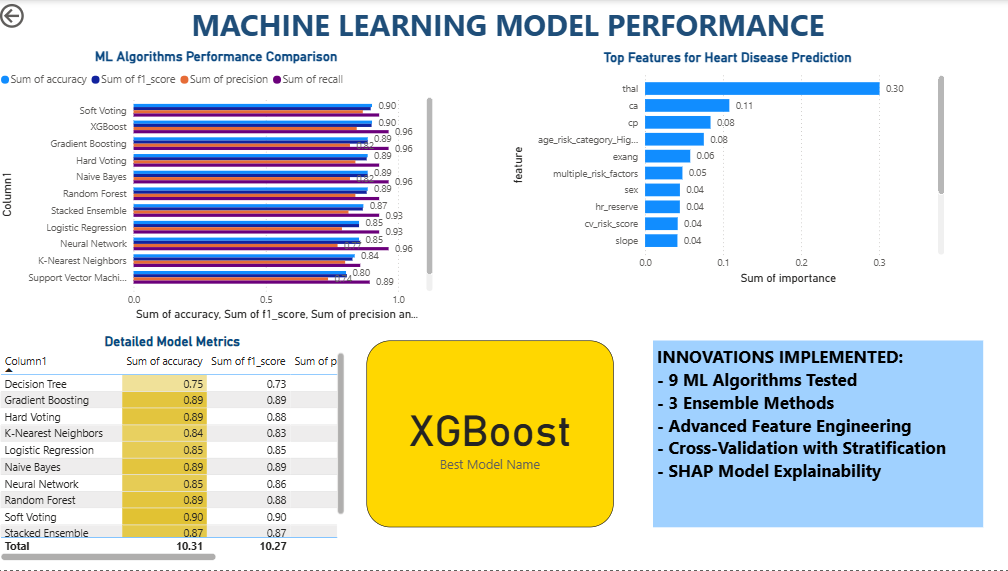 MACHINE LEARNING MODEL PERFORMANCE
ML Algorithms Performance Comparison
Sum of accuracy Sum of f1_score Sum of precision Sum of recall
Column1
Soft Voting 0.90
XGBoost 0.90 0.96
Gradient Boosting 0.89 0.82 0.96
Hard Voting 0.89
Naive Bayes 0.89 0.82 0.96
Random Forest 0.89
Stacked Ensemble 0.87 0.93
Logistic Regression 0.85 0.93
Neural Network 0.85 0.77 0.96
K-Nearest Neighbors 0.84
Support Vector Machi... 0.80 0.74 0.89
0.0 0.5 1.0
Sum of accuracy, Sum of f1_score, Sum of precision an...
Top Features for Heart Disease Prediction
feature
thal 0.30
ca 0.11
cp 0.08
age_risk_category_Hig... 0.08
exang 0.06
multiple_risk_factors 0.05
sex 0.04
hr_reserve 0.04
cv_risk_score 0.04
slope 0.04
0.0 0.1 0.2 0.3
Sum of importance
Detailed Model Metrics
Column1 Sum of accuracy Sum of f1_score Sum of p
Decision Tree 0.75 0.73
Gradient Boosting 0.89 0.89
Hard Voting 0.89 0.88
K-Nearest Neighbors 0.84 0.83
Logistic Regression 0.85 0.85
Naive Bayes 0.89 0.89
Neural Network 0.85 0.86
Random Forest 0.89 0.88
Soft Voting 0.90 0.90
Stacked Ensemble 0.87 0.87
Total 10.31 10.27
XGBoost
Best Model Name
INNOVATIONS IMPLEMENTED:
- 9 ML Algorithms Tested
- 3 Ensemble Methods
- Advanced Feature Engineering
- Cross-Validation with Stratification
- SHAP Model Explainability